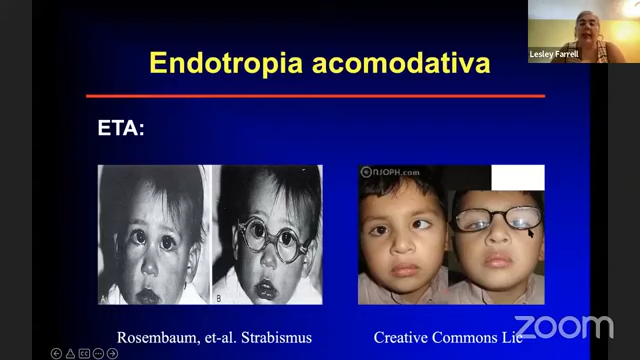 Endotropia acomodativa
Lesley Farrell
ETA:
NJOPH.com
A
B
Rosembaum, et-al. Strabismus
Creative Commons Lic
zoom